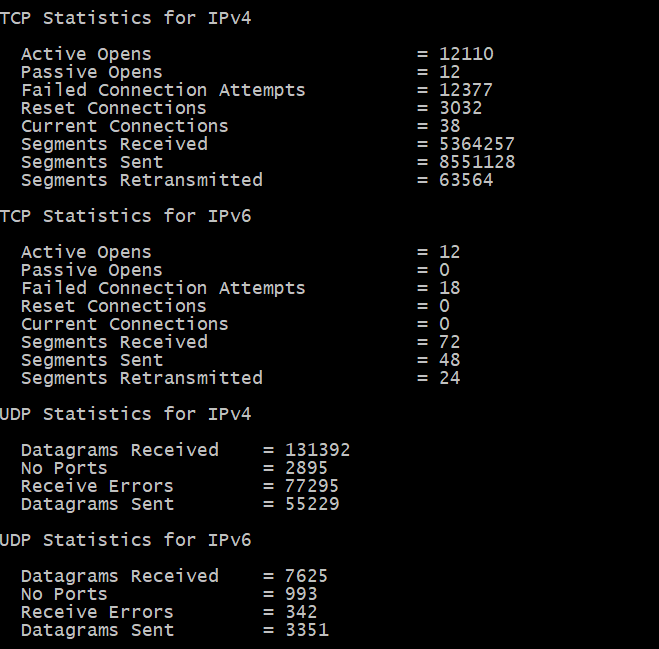 TCP Statistics for IPv4
Active Opens = 12110
Passive Opens = 12
Failed Connection Attempts = 12377
Reset Connections = 3032
Current Connections = 38
Segments Received = 5364257
Segments Sent = 8551128
Segments Retransmitted = 63564
TCP Statistics for IPv6
Active Opens = 12
Passive Opens = 0
Failed Connection Attempts = 18
Reset Connections = 0
Current Connections = 0
Segments Received = 72
Segments Sent = 48
Segments Retransmitted = 24
UDP Statistics for IPv4
Datagrams Received = 131392
No Ports = 2895
Receive Errors = 77295
Datagrams Sent = 55229
UDP Statistics for IPv6
Datagrams Received = 7625
No Ports = 993
Receive Errors = 342
Datagrams Sent = 3351